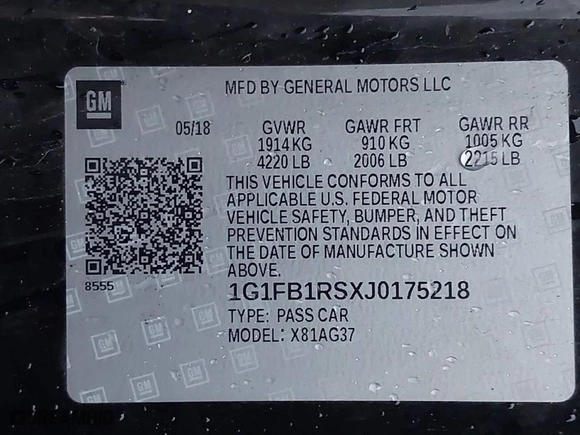 MFD BY GENERAL MOTORS LLC
GM
05/18 GVWR GAWR FRT GAWR RR
1914 KG 910 KG 1005 KG
4220 LB 2006 LB 2215 LB
THIS VEHICLE CONFORMS TO ALL
APPLICABLE U.S. FEDERAL MOTOR
VEHICLE SAFETY, BUMPER, AND THEFT
PREVENTION STANDARDS IN EFFECT ON
THE DATE OF MANUFACTURE SHOWN
ABOVE.
8555
1G1FB1RSXJ0175218
TYPE: PASS CAR
MODEL: X81AG37